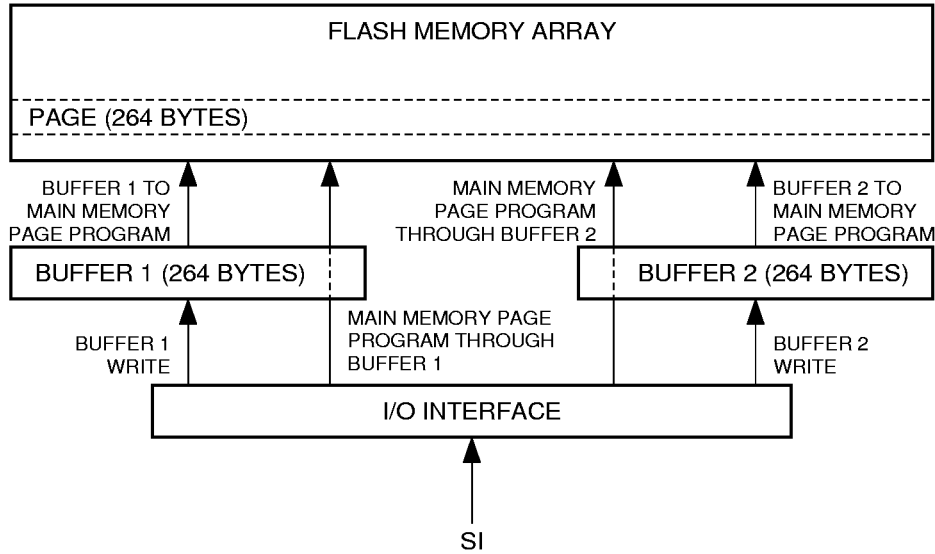 FLASH MEMORY ARRAY
PAGE (264 BYTES)
BUFFER 1 TO
MAIN MEMORY
PAGE PROGRAM
MAIN MEMORY
PAGE PROGRAM
THROUGH BUFFER 2
BUFFER 2 TO
MAIN MEMORY
PAGE PROGRAM
BUFFER 1 (264 BYTES)
BUFFER 2 (264 BYTES)
BUFFER 1
WRITE
MAIN MEMORY PAGE
PROGRAM THROUGH
BUFFER 1
BUFFER 2
WRITE
I/O INTERFACE
SI